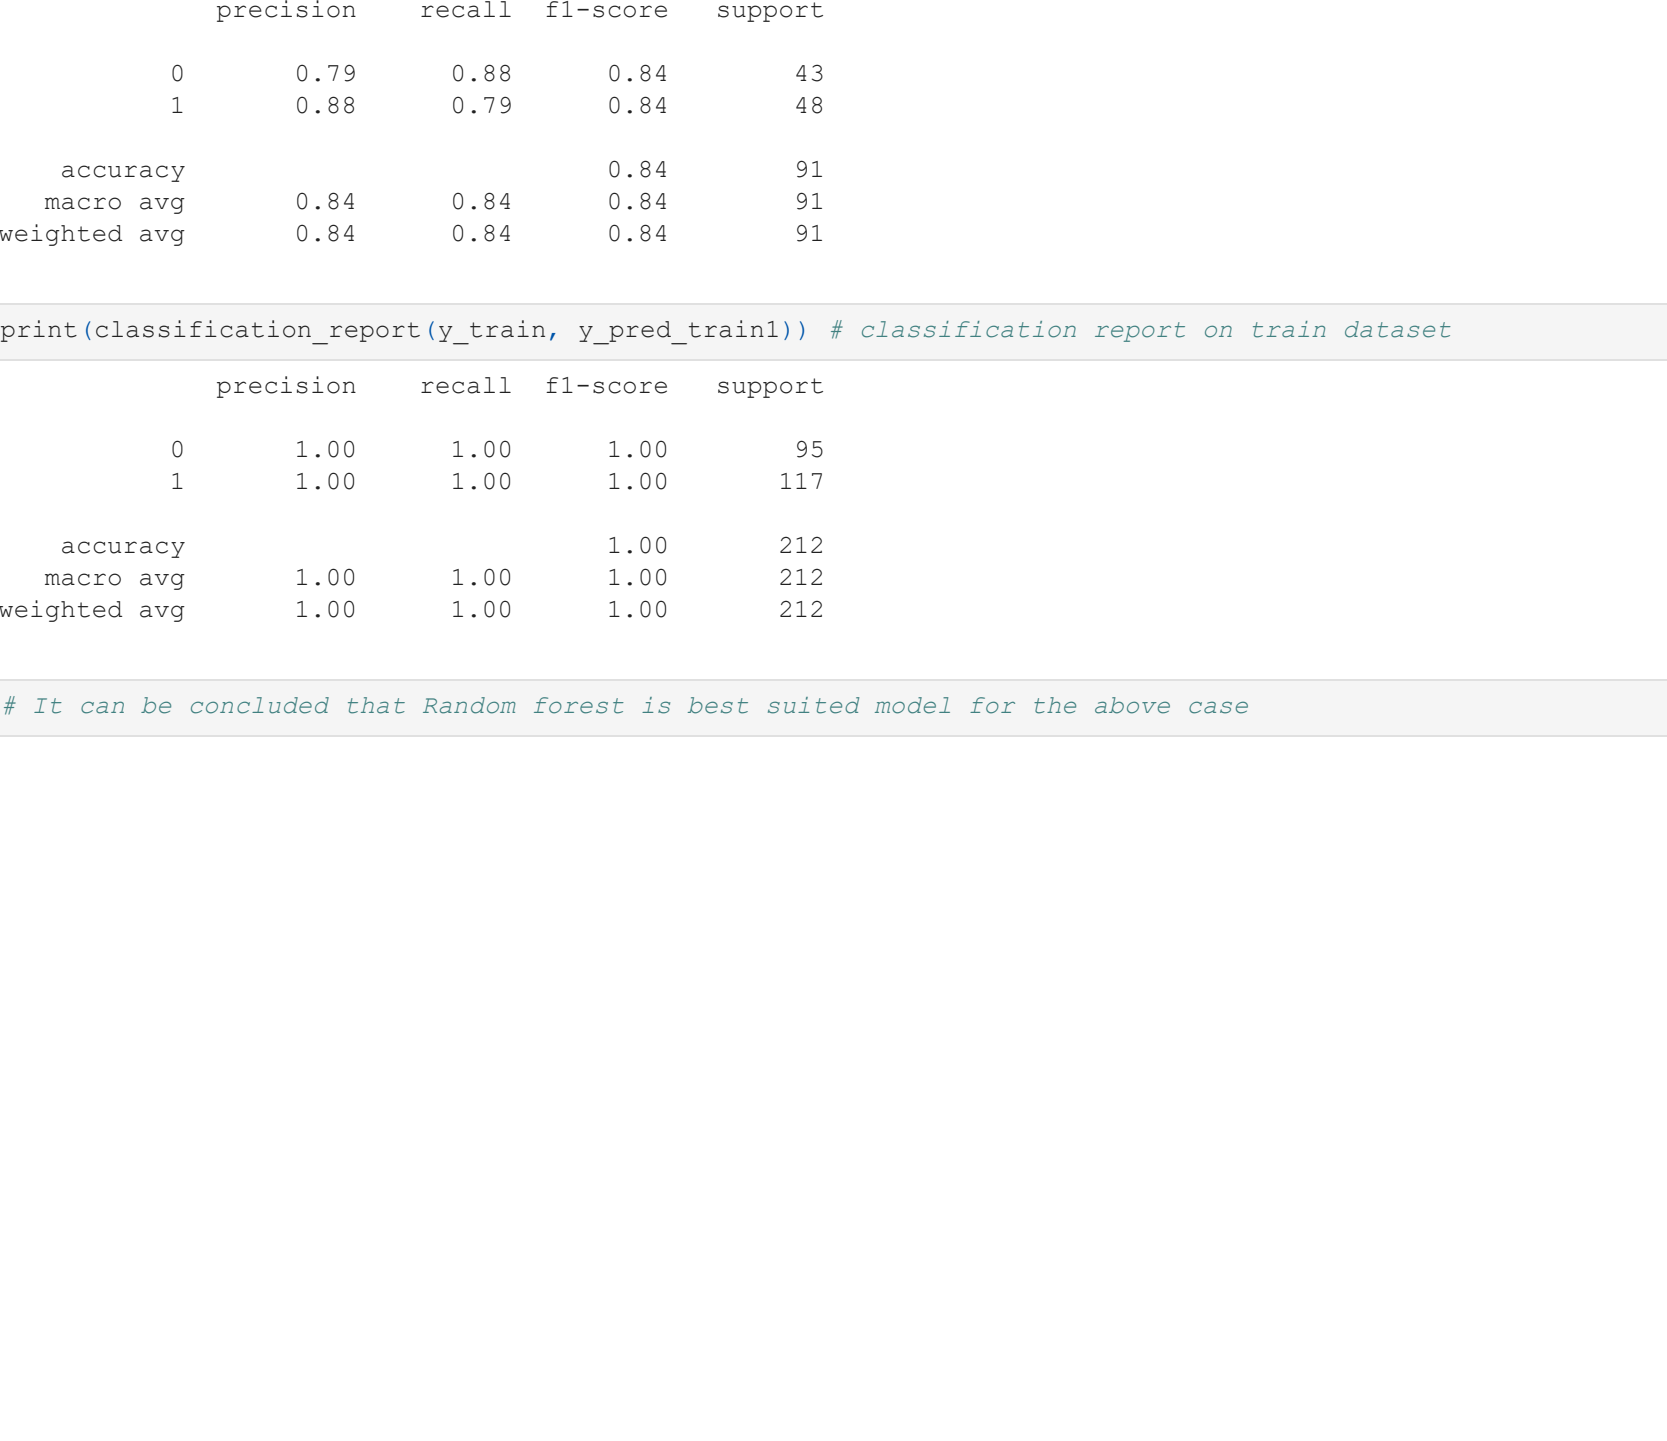 precision recall f1-score support
0 0.79 0.88 0.84 43
1 0.88 0.79 0.84 48
accuracy 0.84 91
macro avg 0.84 0.84 0.84 91
weighted avg 0.84 0.84 0.84 91
print(classification_report(y_train, y_pred_train1)) # classification report on train dataset
precision recall f1-score support
0 1.00 1.00 1.00 95
1 1.00 1.00 1.00 117
accuracy 1.00 212
macro avg 1.00 1.00 1.00 212
weighted avg 1.00 1.00 1.00 212
# It can be concluded that Random forest is best suited model for the above case